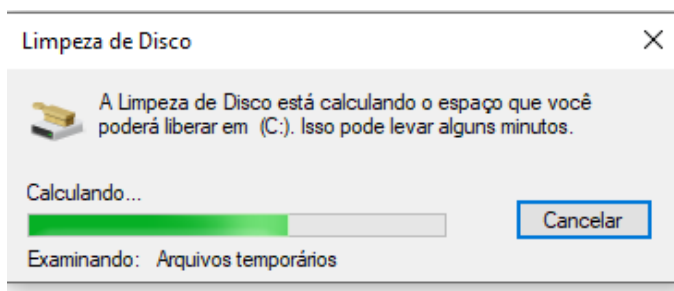 Limpeza de Disco
A Limpeza de Disco está calculando o espaço que você
poderá liberar em  (C:). Isso pode levar alguns minutos.
Calculando...
Cancelar
Examinando:   Arquivos temporários